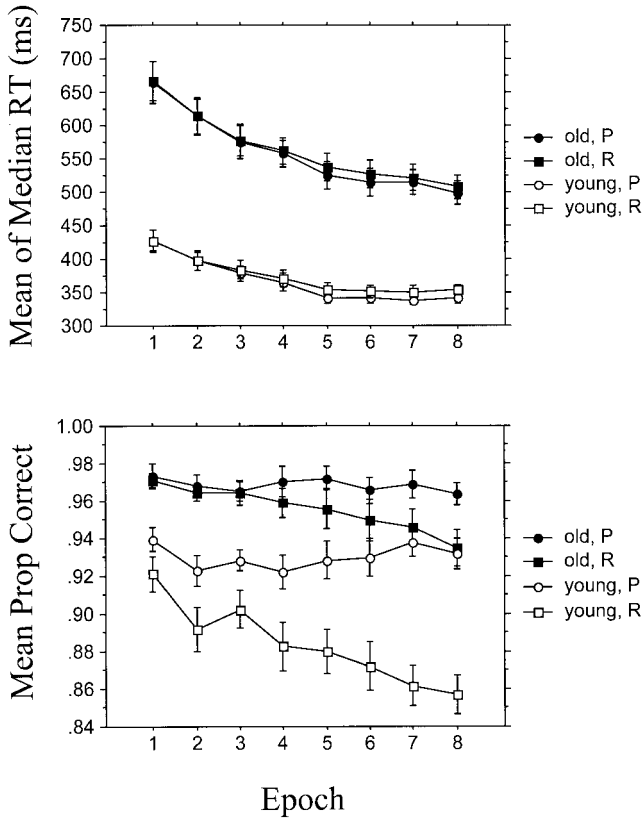 Mean of Median RT (ms)
750
700
650
600
550
500
450
400
350
300
1 2 3 4 5 6 7 8
old, P
old, R
young, P
young, R
Mean Prop Correct
1.00
.98
.96
.94
.92
.90
.88
.86
.84
1 2 3 4 5 6 7 8
old, P
old, R
young, P
young, R
Epoch